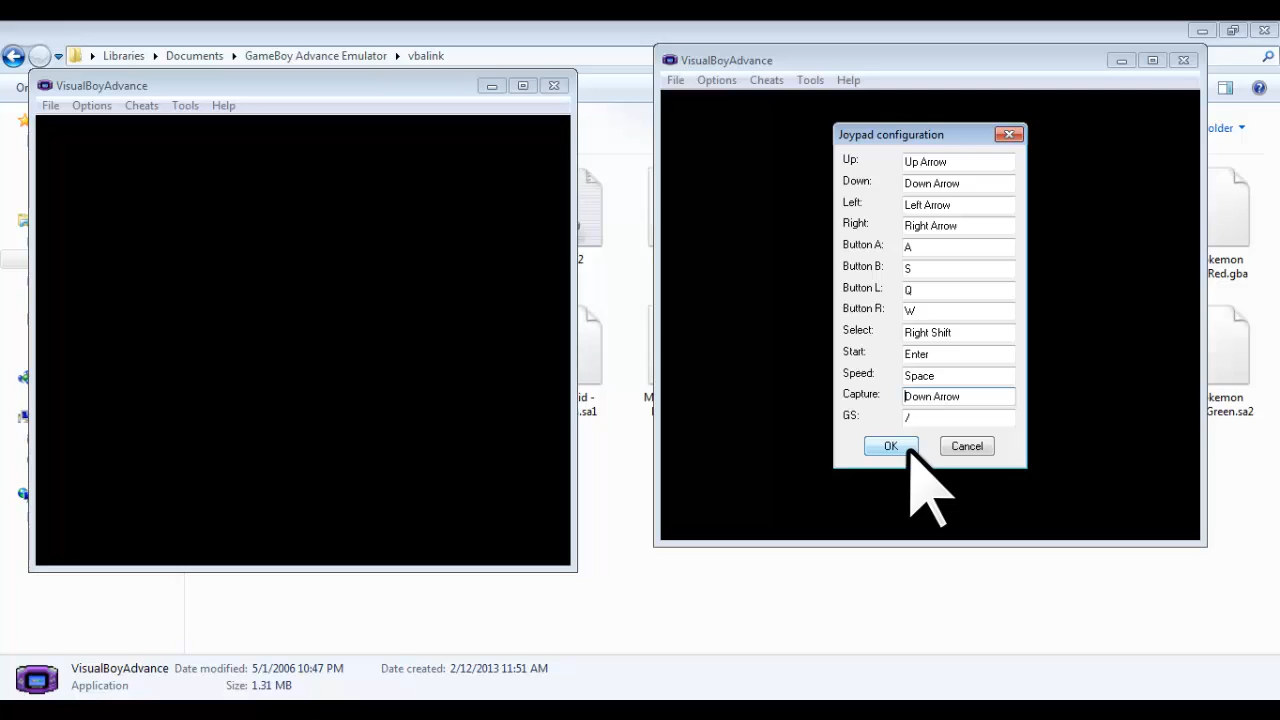 Libraries Documents GameBoy Advance Emulator vbalink
VisualBoyAdvance
File Options Cheats Tools Help
VisualBoyAdvance
File Options Cheats Tools Help
Joypad configuration
Up: Up Arrow
Down: Down Arrow
Left: Left Arrow
Right: Right Arrow
Button A: A
Button B: S
Button L: Q
Button R: W
Select: Right Shift
Start: Enter
Speed: Space
Capture: Down Arrow
GS: /
OK Cancel
older
2
kemon
Red.gba
id -
.sa1
M
kemon
Green.sa2
VisualBoyAdvance Date modified: 5/1/2006 10:47 PM Date created: 2/12/2013 11:51 AM
Application Size: 1.31 MB